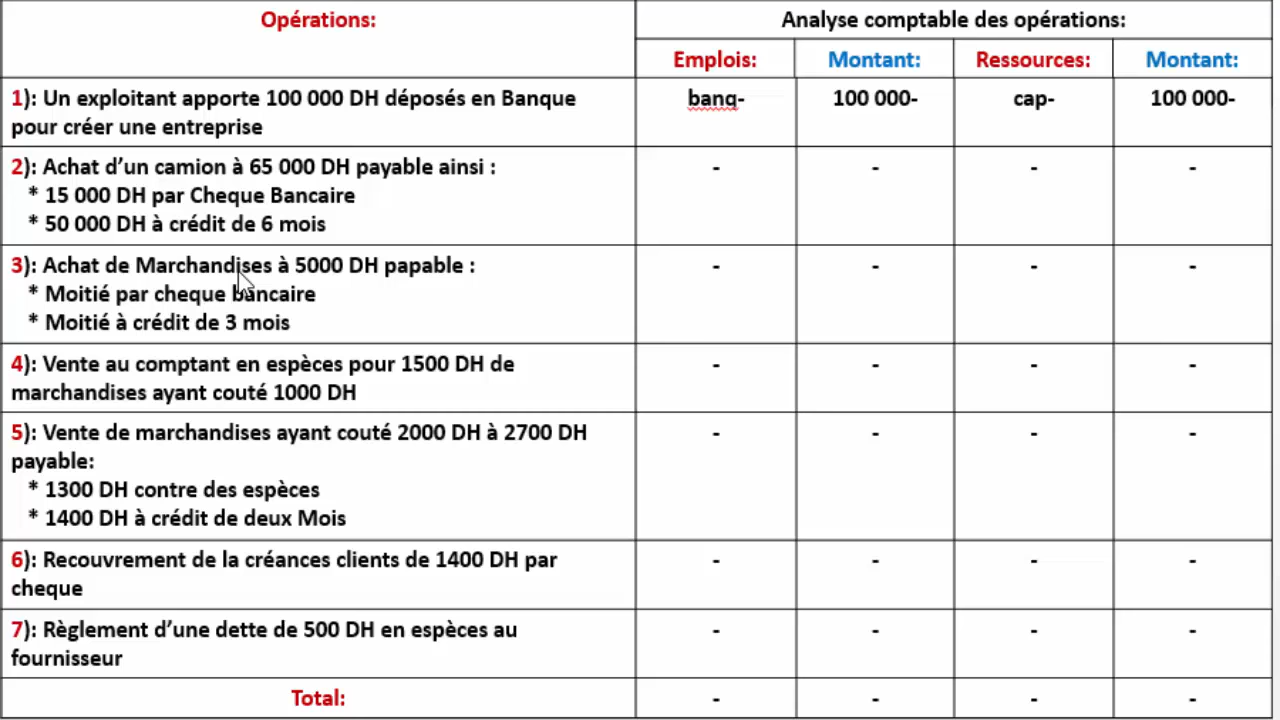 Opérations:
Analyse comptable des opérations:
Emplois: Montant: Ressources: Montant:
1): Un exploitant apporte 100 000 DH déposés en Banque
pour créer une entreprise
banq- 100 000- cap- 100 000-
2): Achat d’un camion à 65 000 DH payable ainsi :
* 15 000 DH par Cheque Bancaire
* 50 000 DH à crédit de 6 mois
- - - -
3): Achat de Marchandises à 5000 DH papable :
* Moitié par cheque bancaire
* Moitié à crédit de 3 mois
- - - -
4): Vente au comptant en espèces pour 1500 DH de
marchandises ayant couté 1000 DH
- - - -
5): Vente de marchandises ayant couté 2000 DH à 2700 DH
payable:
* 1300 DH contre des espèces
* 1400 DH à crédit de deux Mois
- - - -
6): Recouvrement de la créances clients de 1400 DH par
cheque
- - - -
7): Règlement d’une dette de 500 DH en espèces au
fournisseur
- - - -
Total:
- - - -